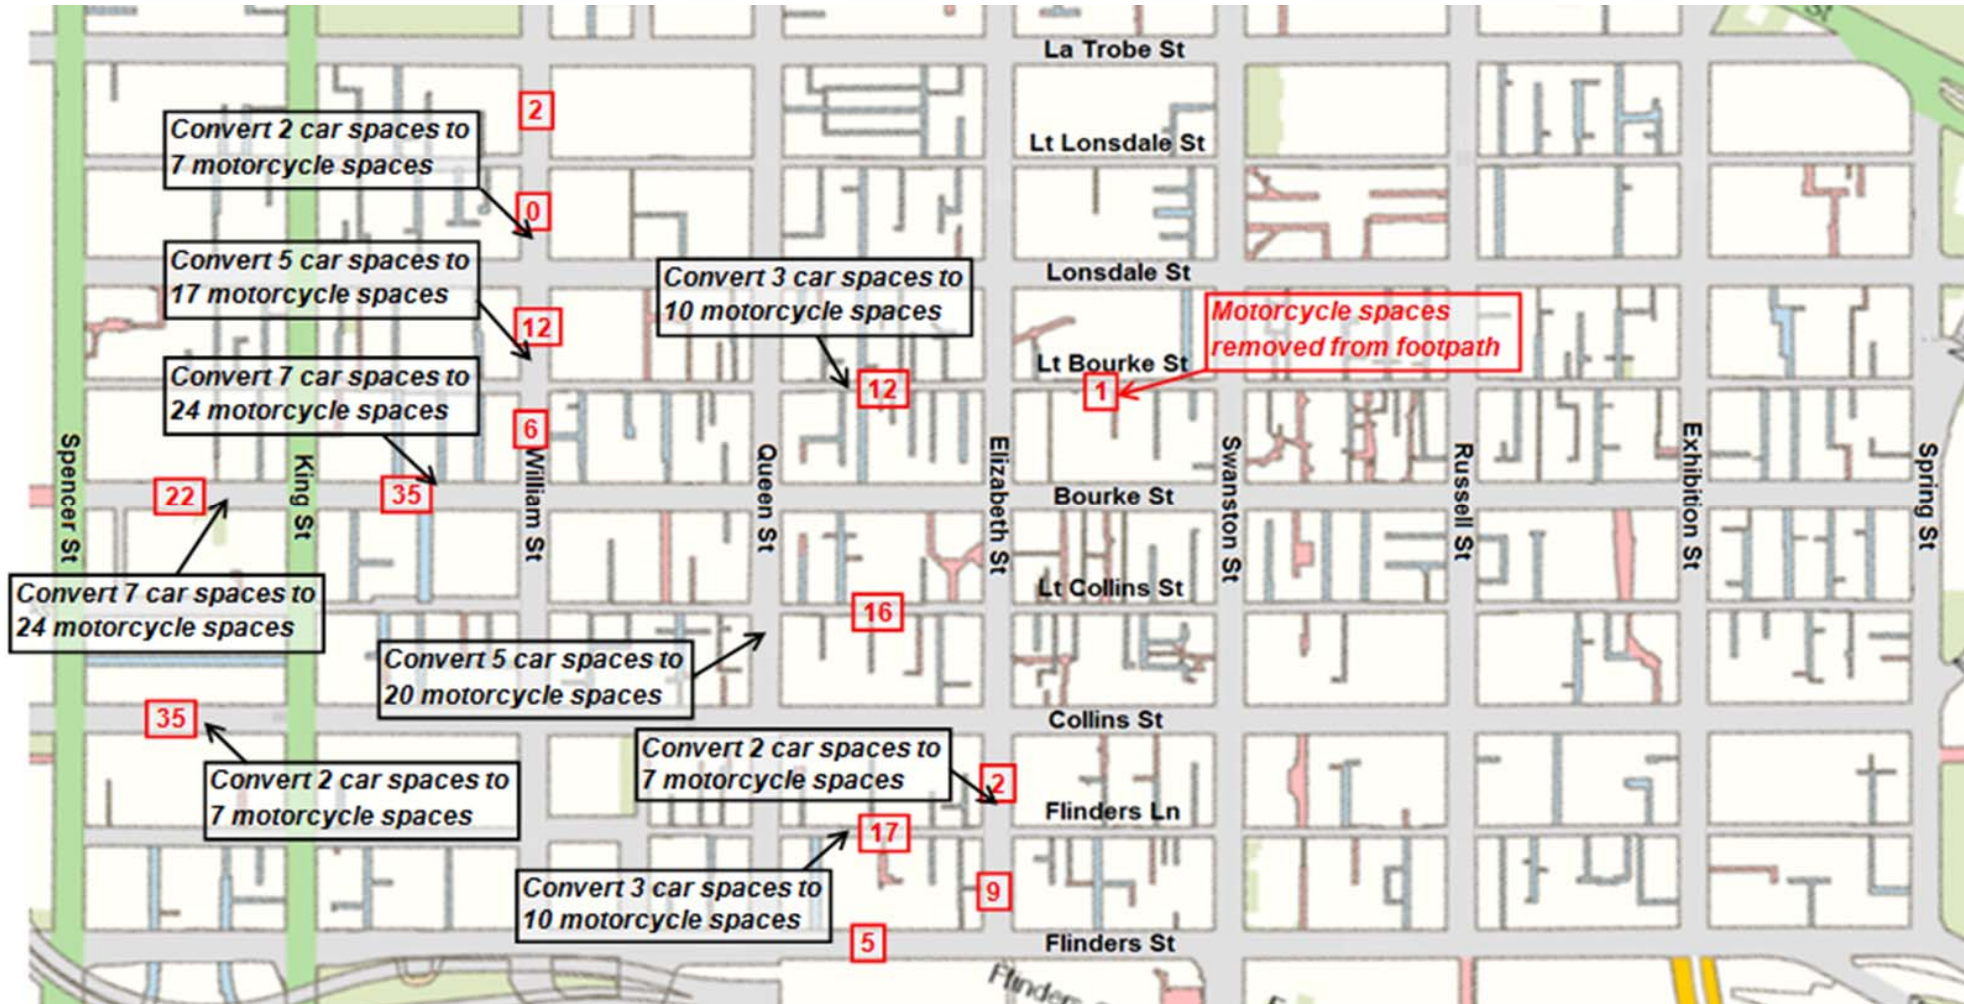 St
La Trobe St
2
Convert 2 car spaces to
7 motorcycle spaces
Lt Lonsdale St
0
Convert 5 car spaces to
17 motorcycle spaces
Convert 3 car spaces to
10 motorcycle spaces
Lonsdale St
12
Motorcycle spaces
removed from footpath
Convert 7 car spaces to
24 motorcycle spaces
Lt Bourke St
12
1
6
Spencer St
King St
William St
Queen St
Elizabeth St
Swanston St
Russell St
Exhibition St
Spring St
22
35
Bourke St
Convert 7 car spaces to
24 motorcycle spaces
Lt Collins St
16
Convert 5 car spaces to
20 motorcycle spaces
35
Collins St
Convert 2 car spaces to
7 motorcycle spaces
Convert 2 car spaces to
7 motorcycle spaces
2
Flinders Ln
17
Convert 3 car spaces to
10 motorcycle spaces
9
5
Flinders St
Flinders